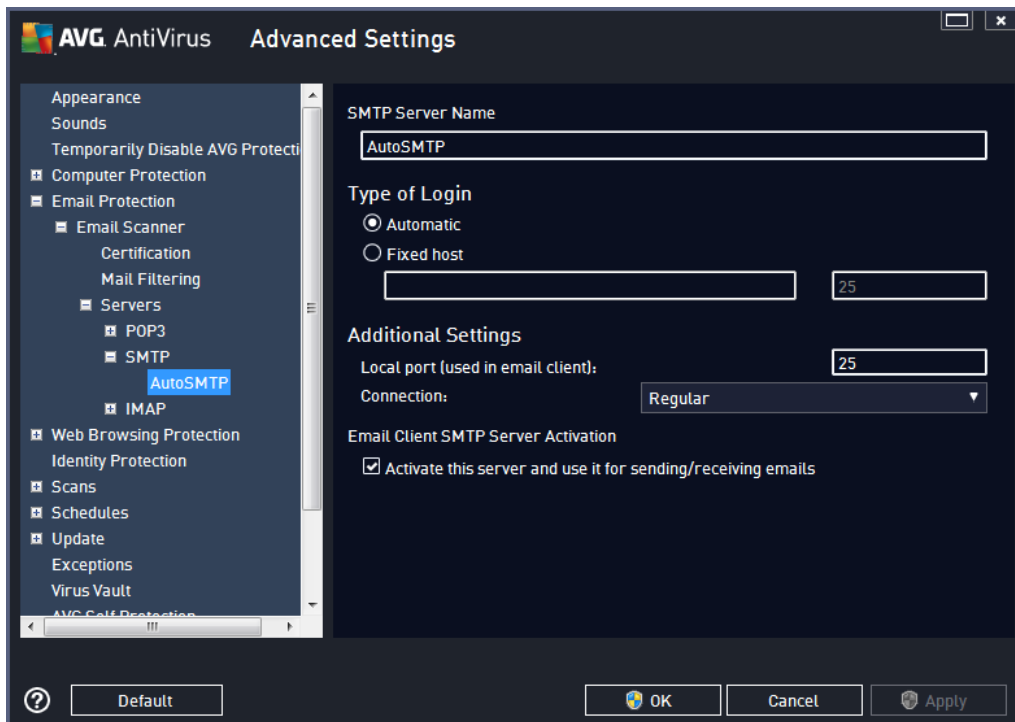 AVG AntiVirus Advanced Settings
Appearance
Sounds
Temporarily Disable AVG Protecti
Computer Protection
Email Protection
Email Scanner
Certification
Mail Filtering
Servers
POP3
SMTP
AutoSMTP
IMAP
Web Browsing Protection
Identity Protection
Scans
Schedules
Update
Exceptions
Virus Vault
AVG Self Protection
SMTP Server Name
AutoSMTP
Type of Login
Automatic
Fixed host
25
Additional Settings
Local port (used in email client): 25
Connection: Regular
Email Client SMTP Server Activation
Activate this server and use it for sending/receiving emails
? Default OK Cancel Apply